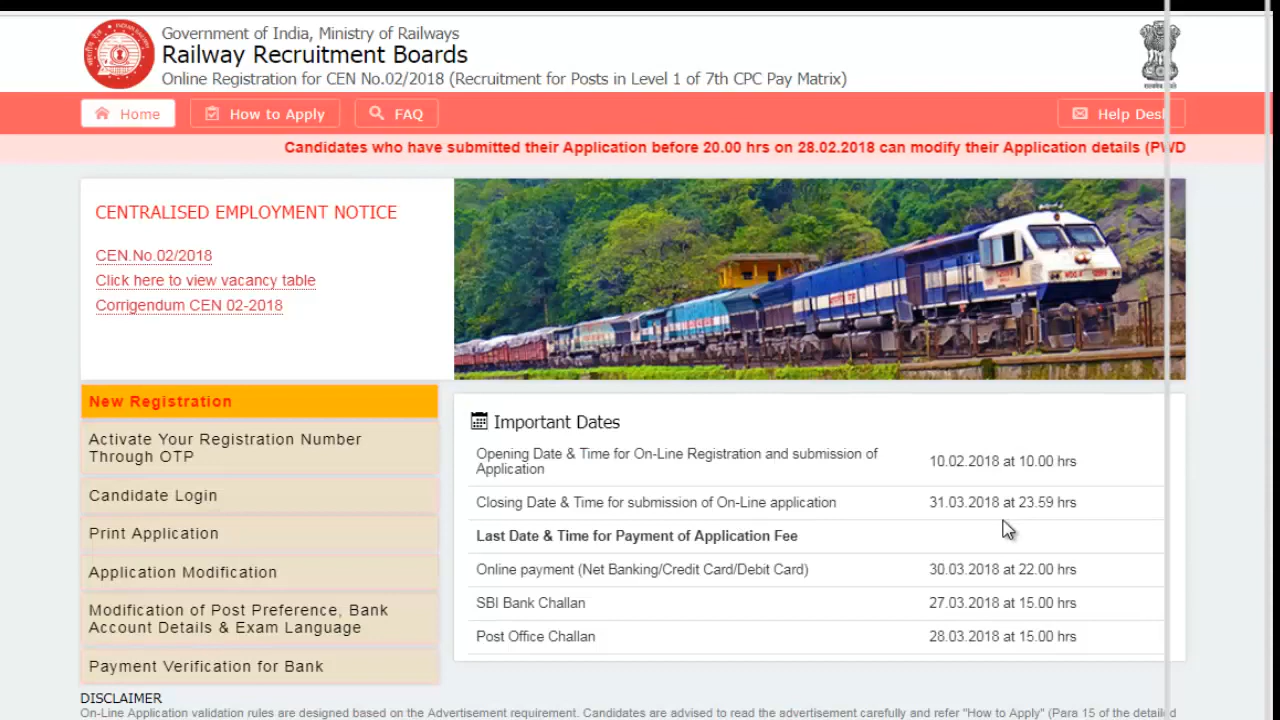 Government of India, Ministry of Railways
Railway Recruitment Boards
Online Registration for CEN No.02/2018 (Recruitment for Posts in Level 1 of 7th CPC Pay Matrix)
Home
How to Apply
FAQ
Help Desk
Candidates who have submitted their Application before 20.00 hrs on 28.02.2018 can modify their Application details (PWD
CENTRALISED EMPLOYMENT NOTICE
CEN.No.02/2018
Click here to view vacancy table
Corrigendum CEN 02-2018
New Registration
Activate Your Registration Number
Through OTP
Candidate Login
Print Application
Application Modification
Modification of Post Preference, Bank
Account Details & Exam Language
Payment Verification for Bank
Important Dates
Opening Date & Time for On-Line Registration and submission of
Application
10.02.2018 at 10.00 hrs
Closing Date & Time for submission of On-Line application
31.03.2018 at 23.59 hrs
Last Date & Time for Payment of Application Fee
Online payment (Net Banking/Credit Card/Debit Card)
30.03.2018 at 22.00 hrs
SBI Bank Challan
27.03.2018 at 15.00 hrs
Post Office Challan
28.03.2018 at 15.00 hrs
DISCLAIMER
On-Line Application validation rules are designed based on the Advertisement requirement. Candidates are advised to read the advertisement carefully and refer "How to Apply" (Para 15 of the detailed